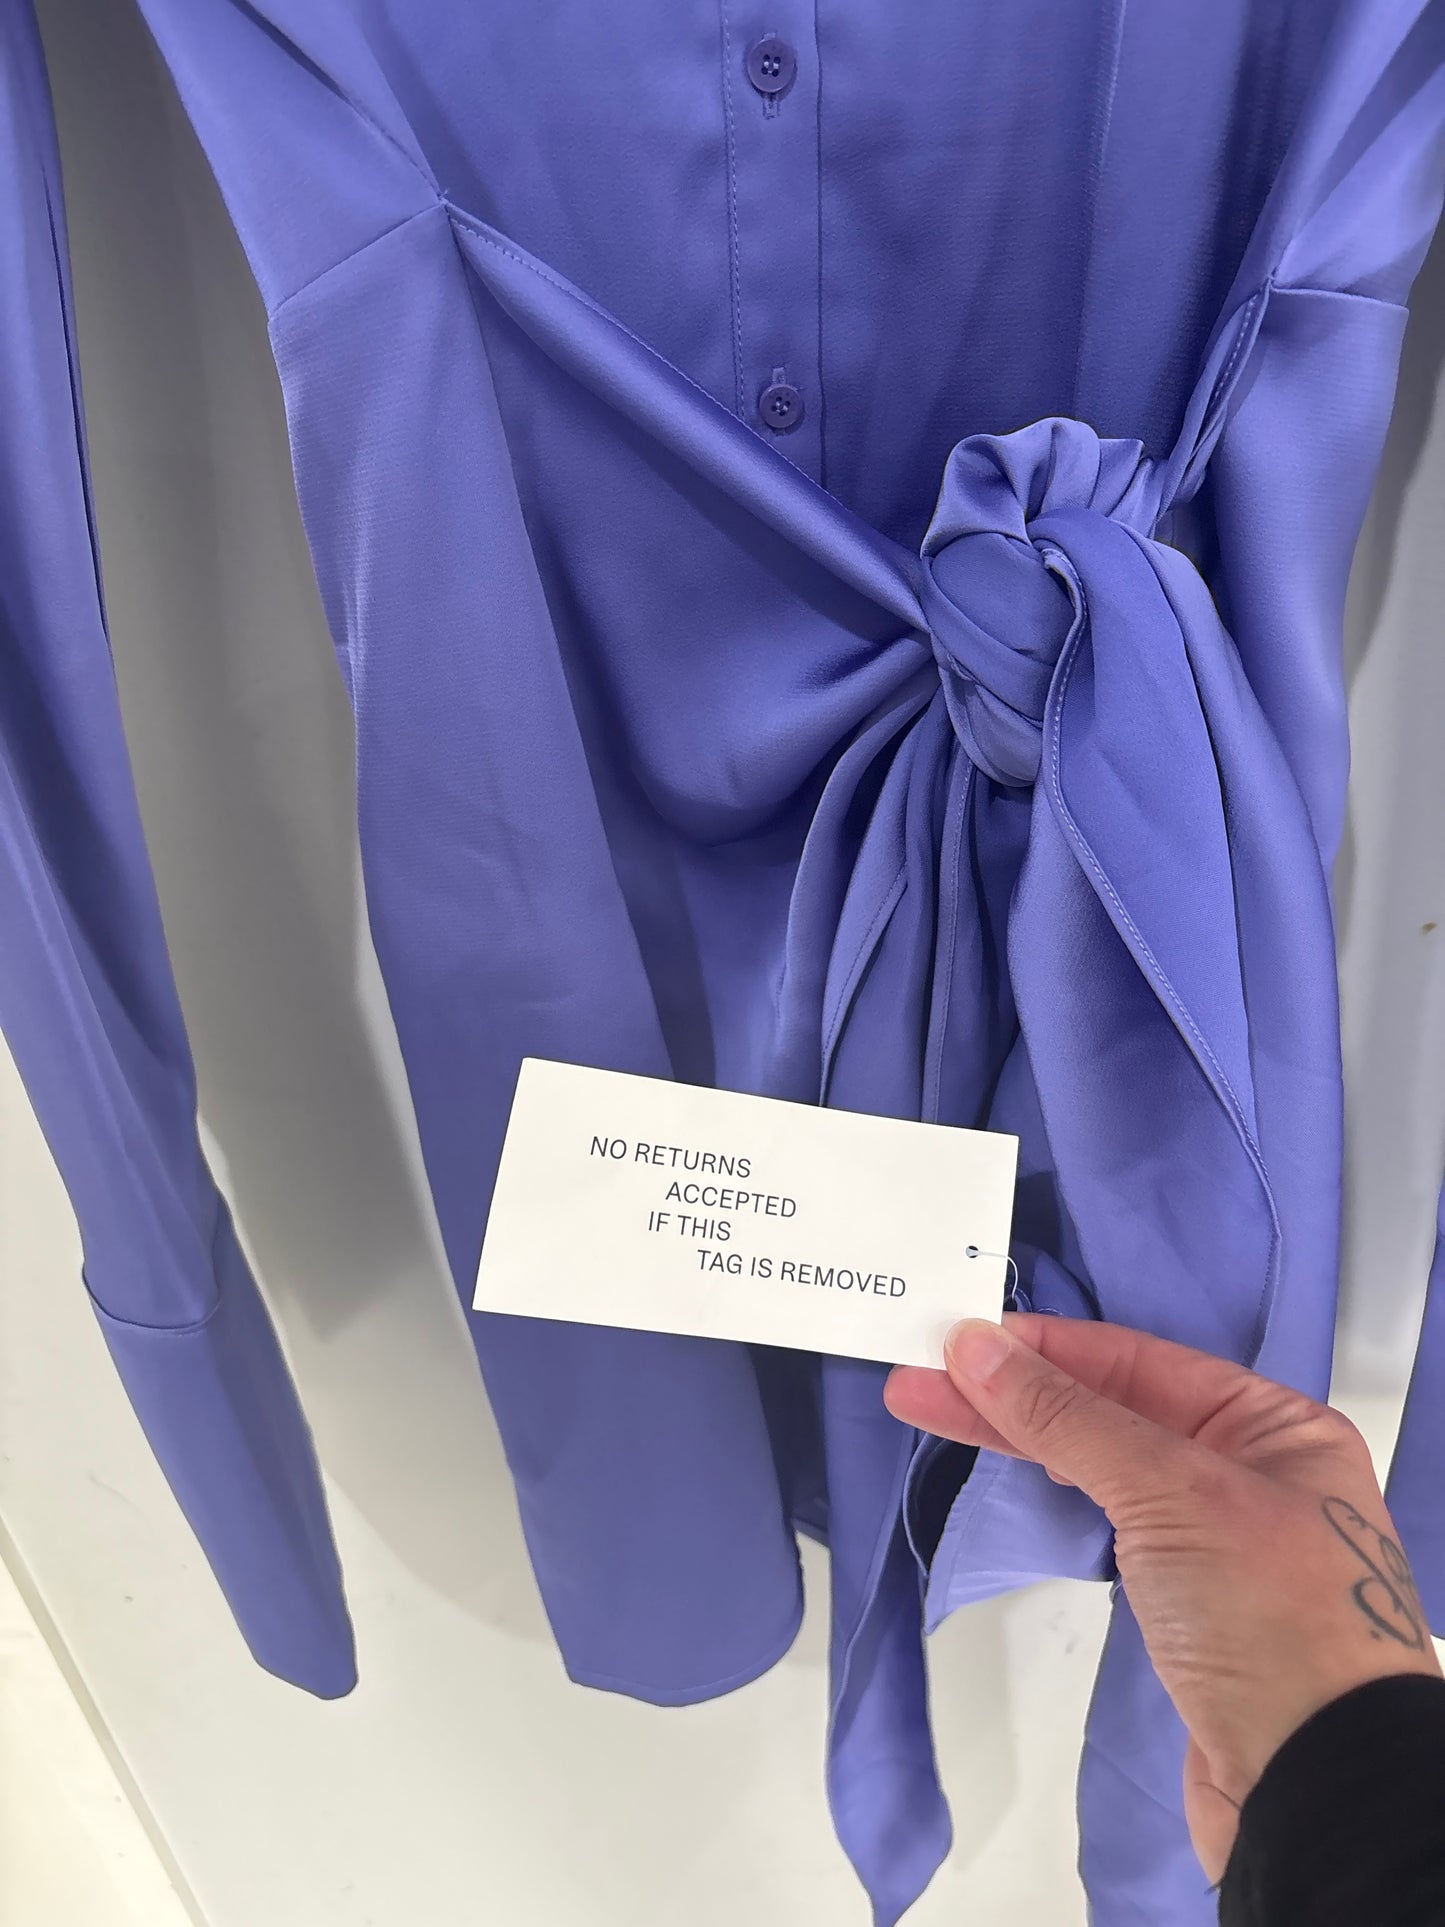 NO RETURNS
ACCEPTED
IF THIS
TAG IS REMOVED